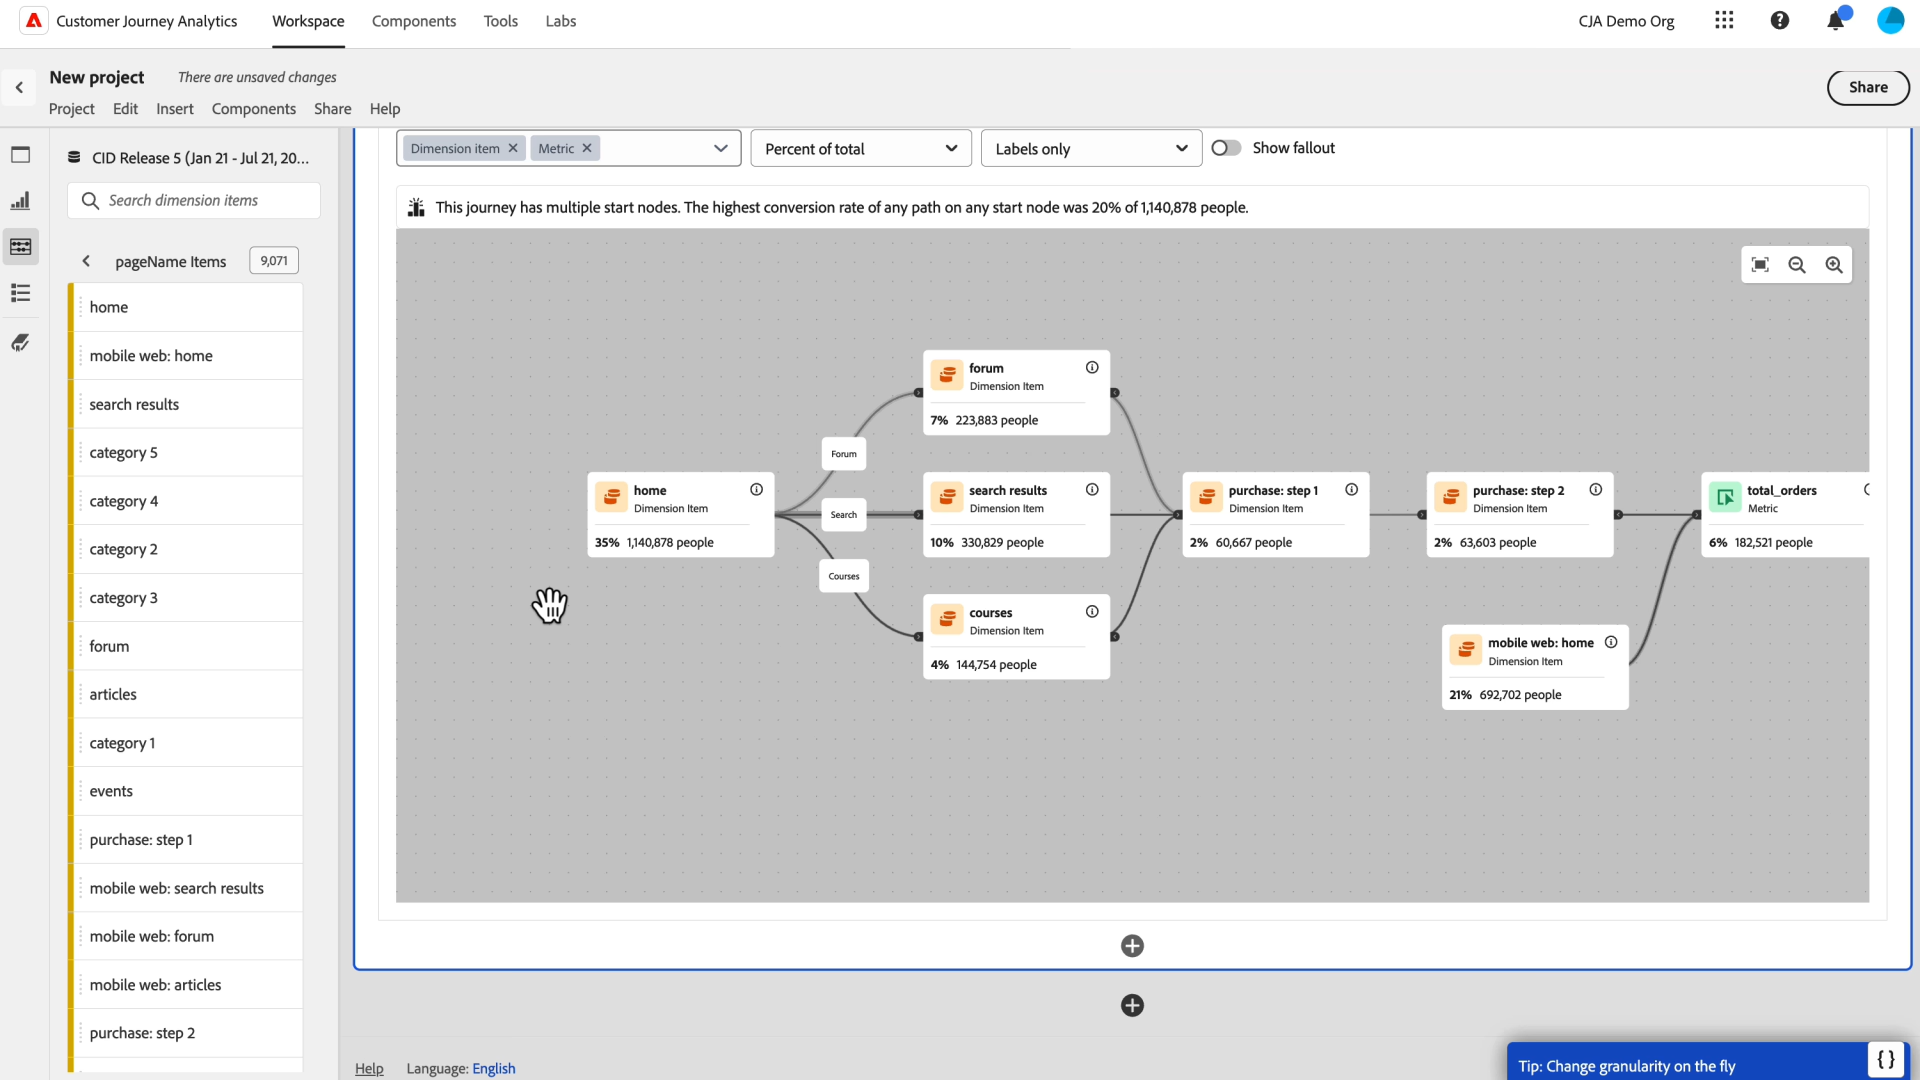 Customer Journey Analytics
Workspace
Components
Tools
Labs
CJA Demo Org
New project
There are unsaved changes
Share
Project
Edit
Insert
Components
Share
Help
CID Release 5 (Jan 21 - Jul 21, 20...
Search dimension items
pageName Items
9,071
home
mobile web: home
search results
category 5
category 4
category 2
category 3
forum
articles
category 1
events
purchase: step 1
mobile web: search results
mobile web: forum
mobile web: articles
purchase: step 2
Dimension item
Metric
Percent of total
Labels only
Show fallout
This journey has multiple start nodes. The highest conversion rate of any path on any start node was 20% of 1,140,878 people.
forum
Dimension Item
7% 223,883 people
Forum
home
Dimension Item
35% 1,140,878 people
Search
search results
Dimension Item
10% 330,829 people
Courses
courses
Dimension Item
4% 144,754 people
purchase: step 1
Dimension Item
2% 60,667 people
purchase: step 2
Dimension Item
2% 63,603 people
total_orders
Metric
6% 182,521 people
mobile web: home
Dimension Item
21% 692,702 people
Help
Language: English
Tip: Change granularity on the fly